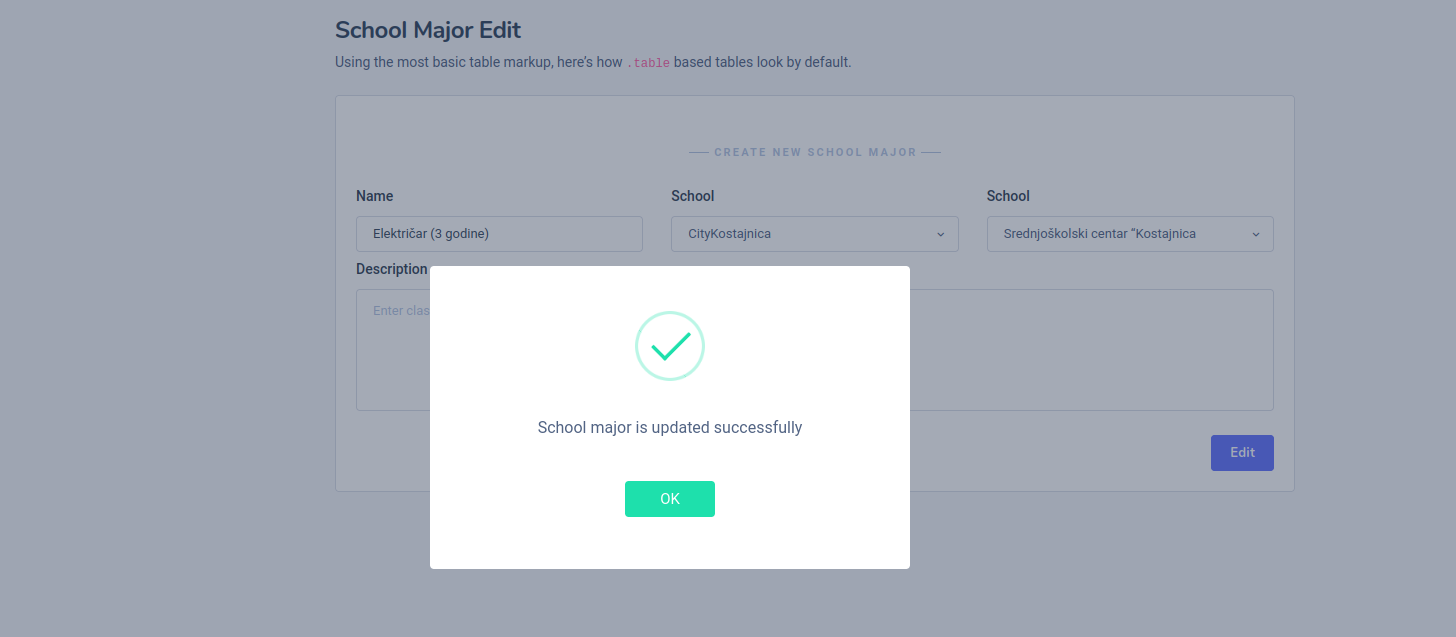 School Major Edit
Using the most basic table markup, here's how .table based tables look by default.
CREATE NEW SCHOOL MAJOR
Name
School
School
Električar (3 godine)
CityKostajnica
Srednjoškolski centar "Kostajnica
Description
Enter clas
School major is updated successfully
Edit
OK